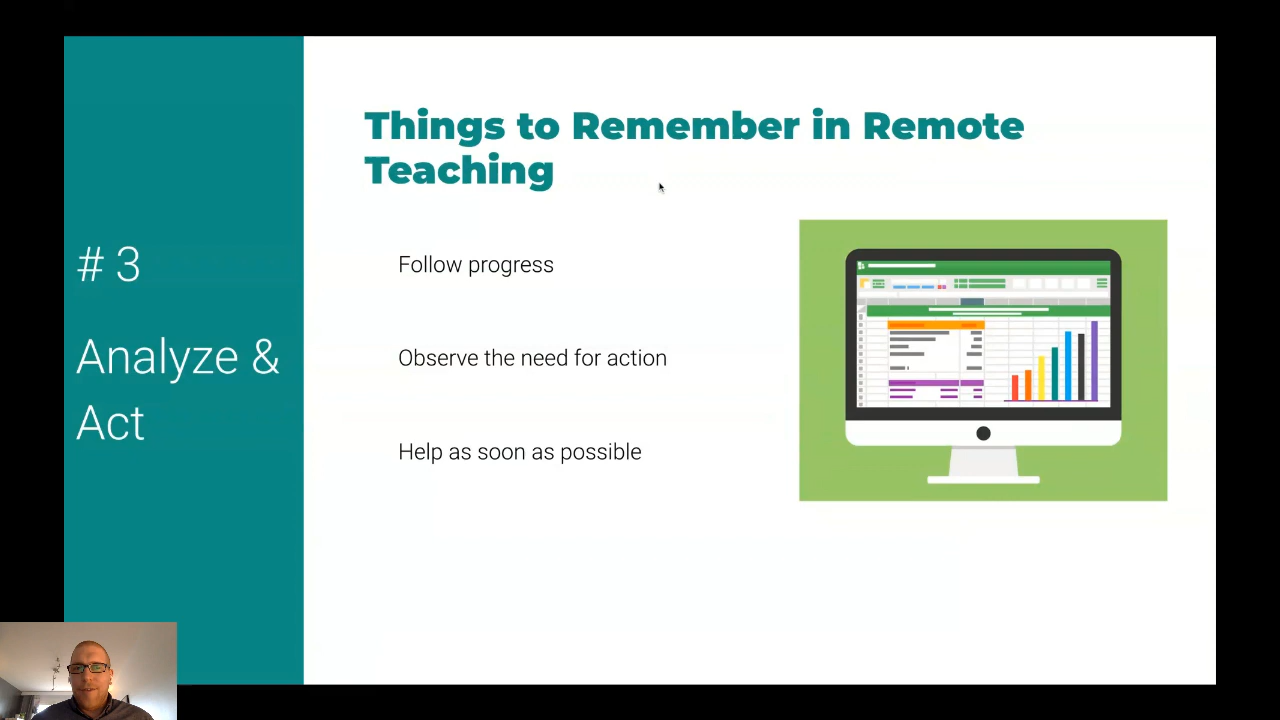 Things to Remember in Remote
Teaching
# 3
Analyze &
Act
Follow progress
Observe the need for action
Help as soon as possible